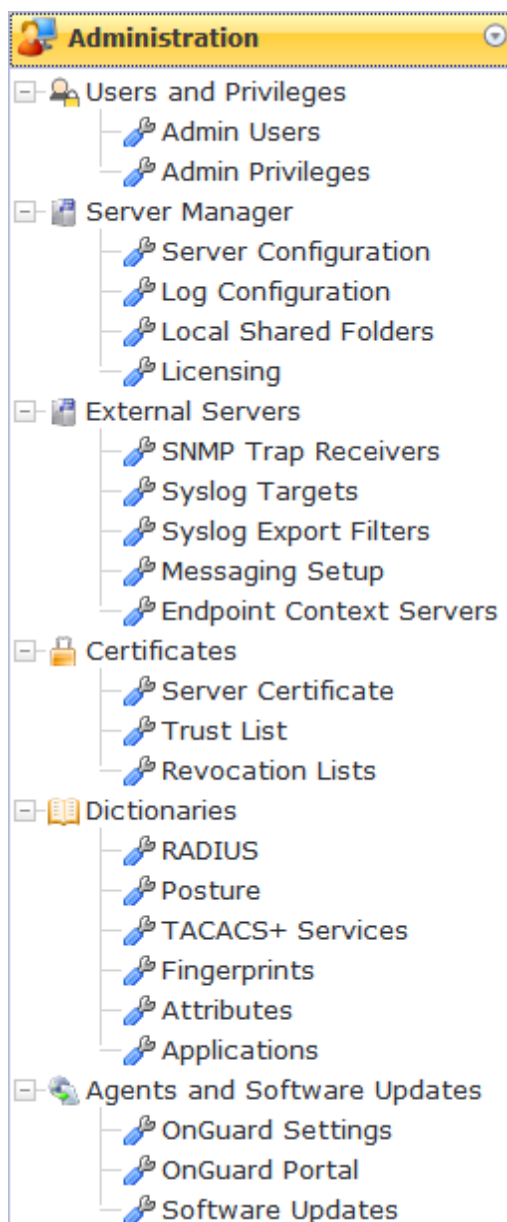 Administration
Users and Privileges
Admin Users
Admin Privileges
Server Manager
Server Configuration
Log Configuration
Local Shared Folders
Licensing
External Servers
SNMP Trap Receivers
Syslog Targets
Syslog Export Filters
Messaging Setup
Endpoint Context Servers
Certificates
Server Certificate
Trust List
Revocation Lists
Dictionaries
RADIUS
Posture
TACACS+ Services
Fingerprints
Attributes
Applications
Agents and Software Updates
OnGuard Settings
OnGuard Portal
Software Updates